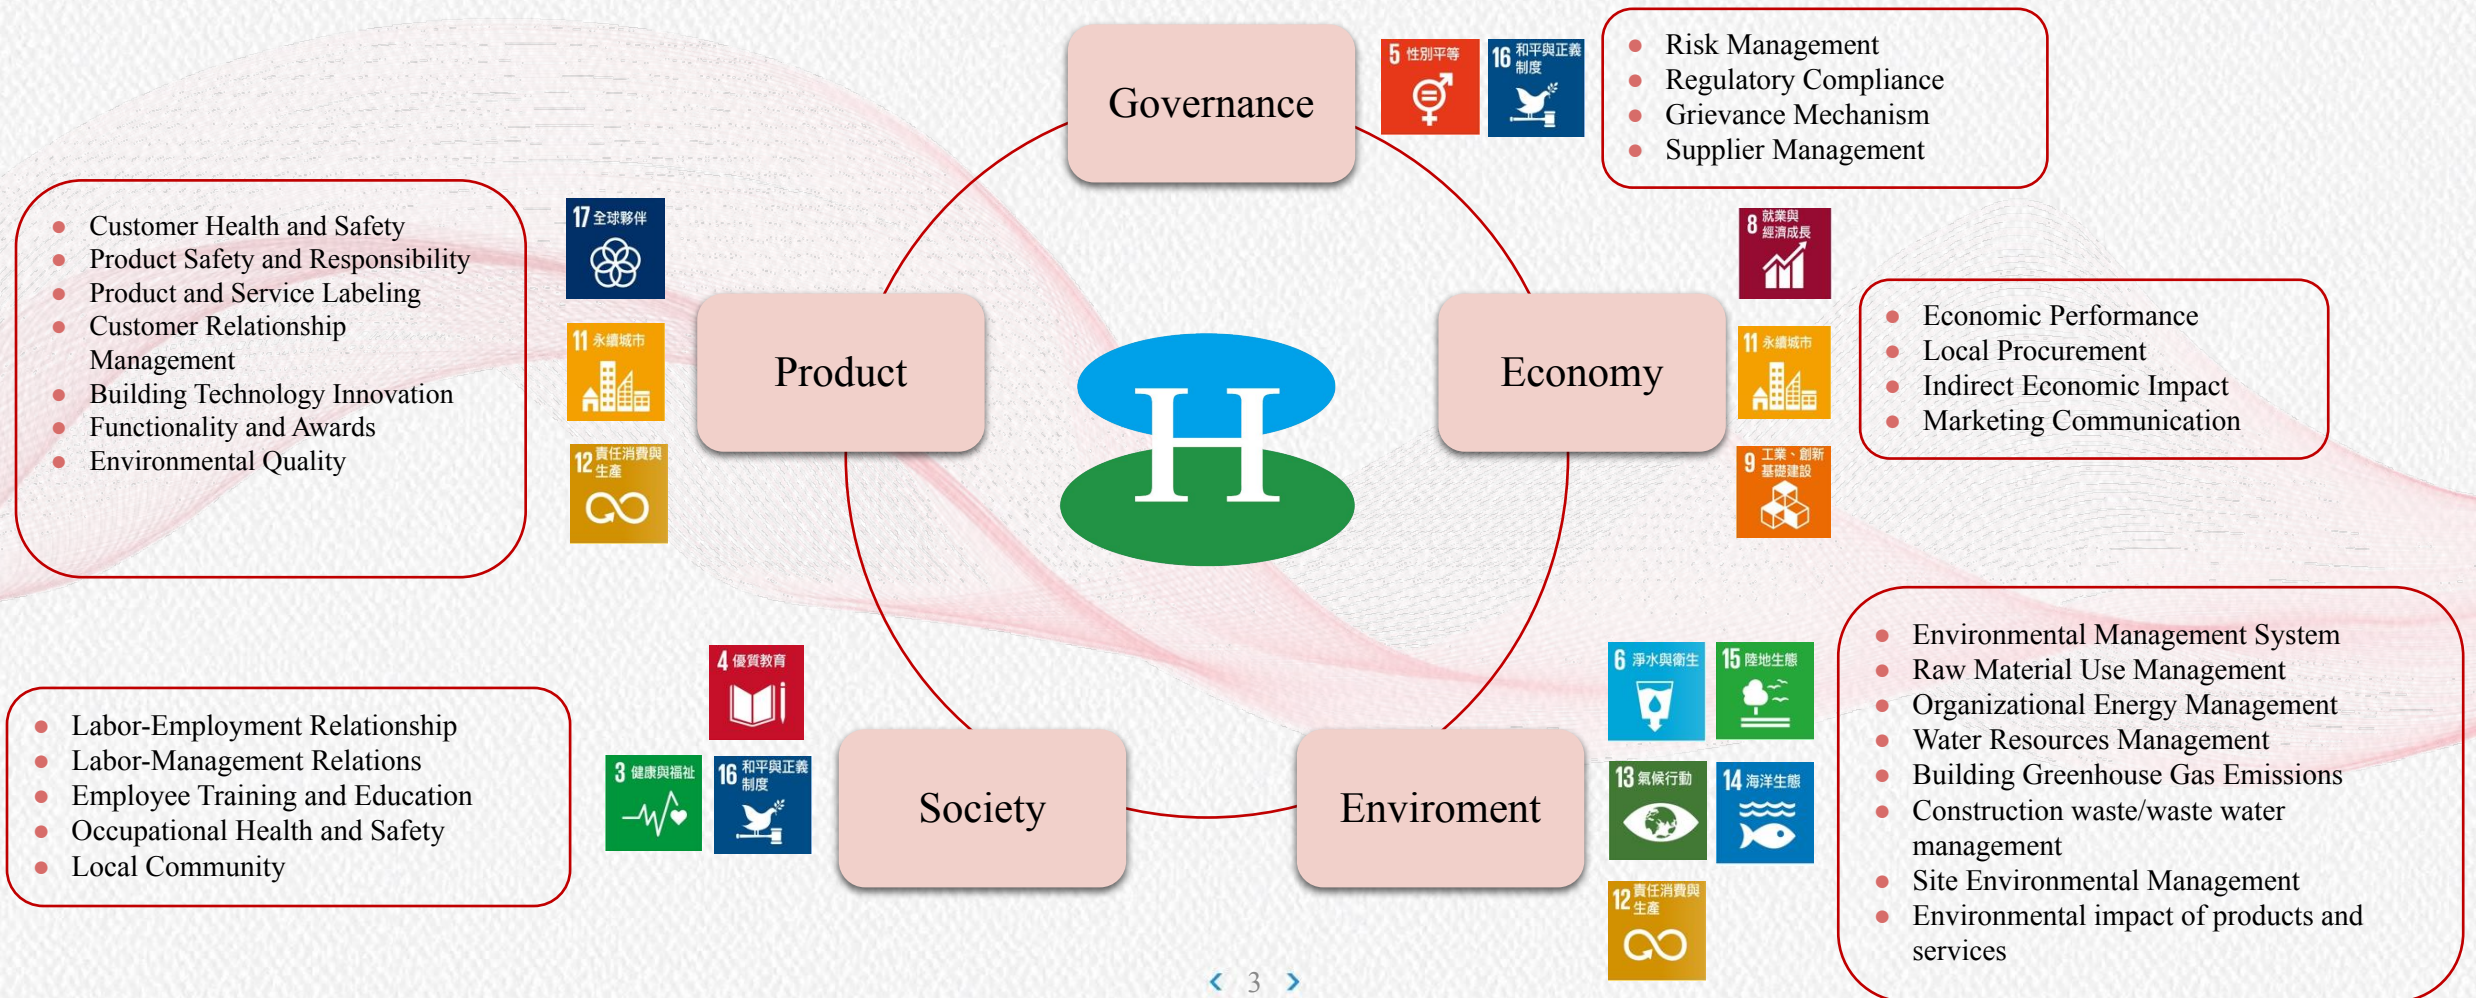 Governance
5 性別平等
16 和平與正義
制度
● Risk Management
● Regulatory Compliance
● Grievance Mechanism
● Supplier Management
● Customer Health and Safety
● Product Safety and Responsibility
● Product and Service Labeling
● Customer Relationship
Management
● Building Technology Innovation
● Functionality and Awards
● Environmental Quality
17 全球夥伴
11 永續城市
12 責任消費與
生產
Product
H
Economy
8 就業與
經濟成長
11 永續城市
9 工業、創新
基礎建設
● Economic Performance
● Local Procurement
● Indirect Economic Impact
● Marketing Communication
● Labor-Employment Relationship
● Labor-Management Relations
● Employee Training and Education
● Occupational Health and Safety
● Local Community
4 優質教育
3 健康與福祉
16 和平與正義
制度
Society
Enviroment
6 淨水與衛生
15 陸地生態
13 氣候行動
14 海洋生態
12 責任消費與
生產
● Environmental Management System
● Raw Material Use Management
● Organizational Energy Management
● Water Resources Management
● Building Greenhouse Gas Emissions
● Construction waste/waste water
management
● Site Environmental Management
● Environmental impact of products and
services
‹ 3 ›